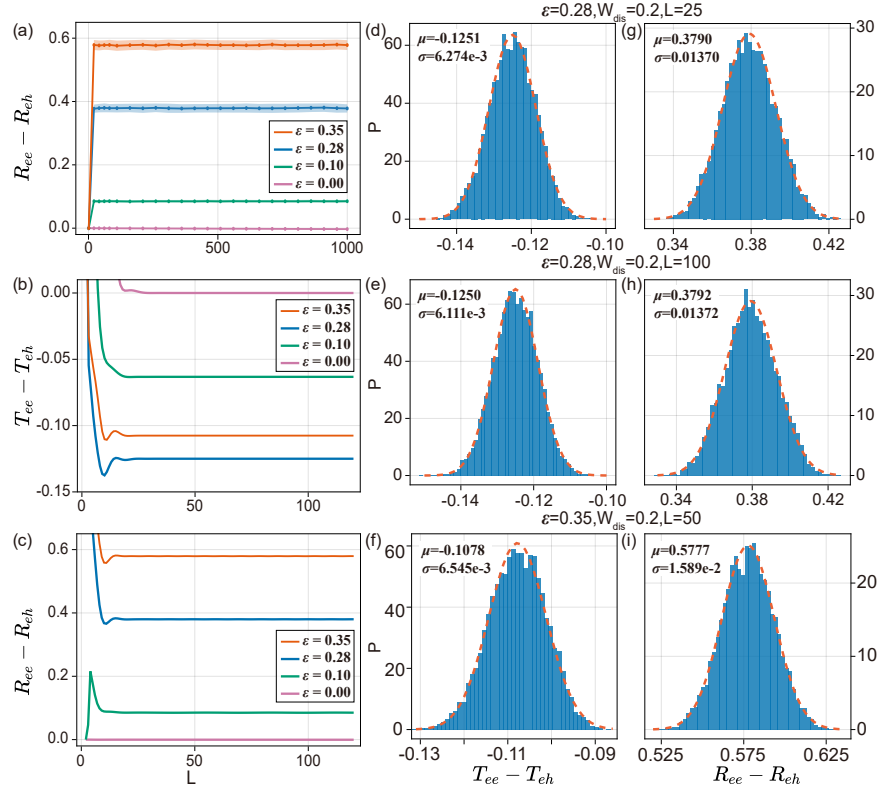 (a)
0.6
0.4
0.2
0.0
R_ee − R_eh
ε = 0.35
ε = 0.28
ε = 0.10
ε = 0.00
0
500
1000
(b)
0.00
-0.05
-0.10
-0.15
T_ee − T_eh
ε = 0.35
ε = 0.28
ε = 0.10
ε = 0.00
0
50
100
(c)
0.6
0.4
0.2
0.0
R_ee − R_eh
ε = 0.35
ε = 0.28
ε = 0.10
ε = 0.00
0
50
100
L
ε=0.28,W_dis=0.2,L=25
(d)
μ=-0.1251
σ=6.274e-3
60
40
20
0
P
-0.14
-0.12
-0.10
(g)
μ=0.3790
σ=0.01370
30
20
10
0
0.34
0.38
0.42
ε=0.28,W_dis=0.2,L=100
(e)
μ=-0.1250
σ=6.111e-3
60
40
20
0
P
-0.14
-0.12
-0.10
(h)
μ=0.3792
σ=0.01372
30
20
10
0
0.34
0.38
0.42
ε=0.35,W_dis=0.2,L=50
(f)
μ=-0.1078
σ=6.545e-3
60
40
20
0
P
-0.13
-0.11
-0.09
T_ee − T_eh
(i)
μ=0.5777
σ=1.589e-2
20
10
0
0.525
0.575
0.625
R_ee − R_eh